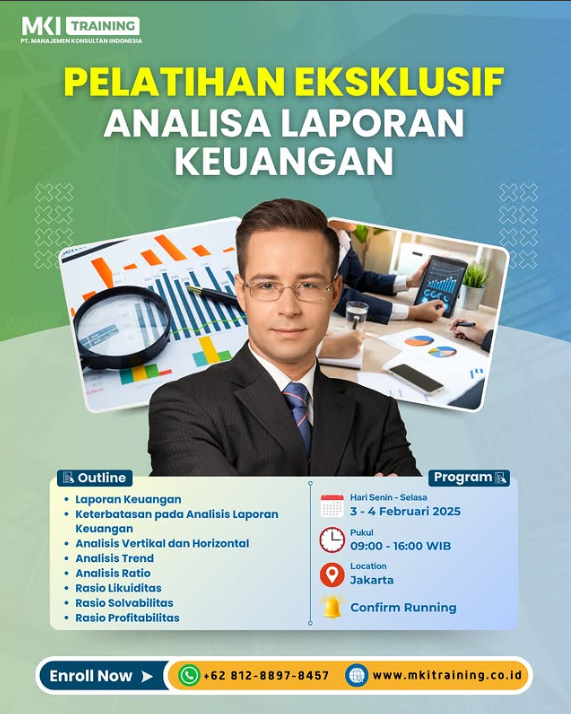 MKI TRAINING
PT. MANAJEMEN KONSULTAN INDONESIA
PELATIHAN EKSKLUSIF
ANALISA LAPORAN
KEUANGAN
Outline
Laporan Keuangan
Keterbatasan pada Analisis Laporan
Keuangan
Analisis Vertikal dan Horizontal
Analisis Trend
Analisis Ratio
Rasio Likuiditas
Rasio Solvabilitas
Rasio Profitabilitas
Program
Hari Senin - Selasa
3 - 4 Februari 2025
Pukul
09:00 - 16:00 WIB
Location
Jakarta
Confirm Running
Enroll Now
+62 812-8897-8457
www.mkitraining.co.id